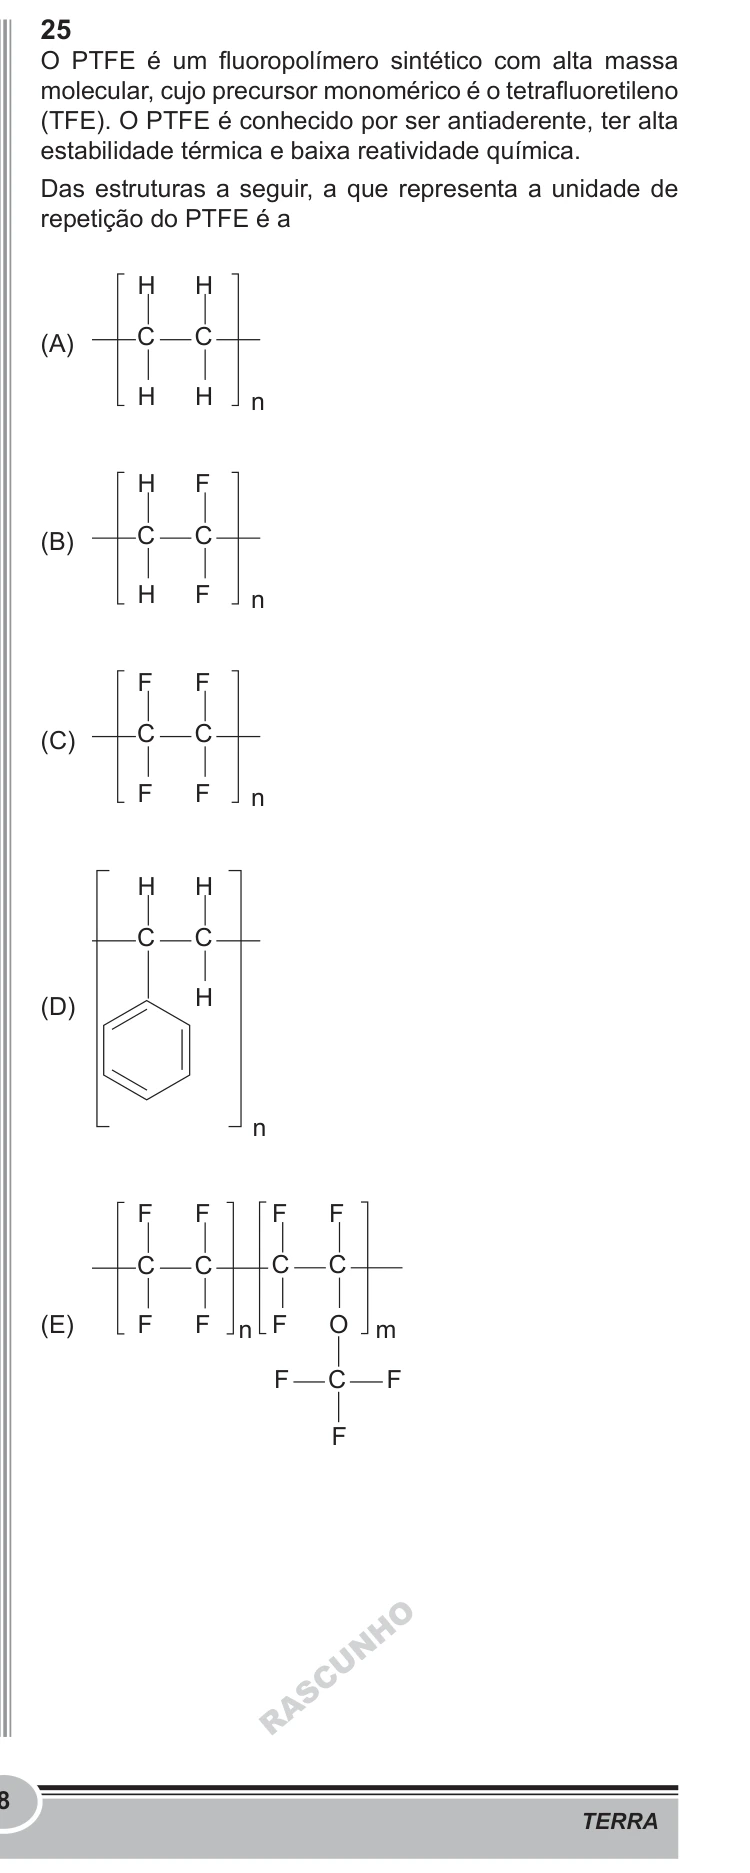 25
O PTFE é um fluoropolímero sintético com alta massa
molecular, cujo precursor monomérico é o tetrafluoretileno
(TFE). O PTFE é conhecido por ser antiaderente, ter alta
estabilidade térmica e baixa reatividade química.
Das estruturas a seguir, a que representa a unidade de
repetição do PTFE é a
H H
(A) C C
H H n
H F
(B) C C
H F n
F F
(C) C C
F F n
H H
C C
H
(D)
n
F F F F
C C C C
(E) F F n F O m
F C F
F
RASCUNHO
8
TERRA